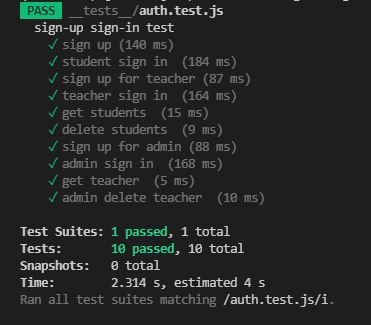 PASS __tests__/auth.test.js
sign-up sign-in test
✓ sign up (140 ms)
✓ student sign in (184 ms)
✓ sign up for teacher (87 ms)
✓ teacher sign in (164 ms)
✓ get students (15 ms)
✓ delete students (9 ms)
✓ sign up for admin (88 ms)
✓ admin sign in (168 ms)
✓ get teacher (5 ms)
✓ admin delete teacher (10 ms)
Test Suites: 1 passed, 1 total
Tests: 10 passed, 10 total
Snapshots: 0 total
Time: 2.314 s, estimated 4 s
Ran all test suites matching /auth.test.js/i.